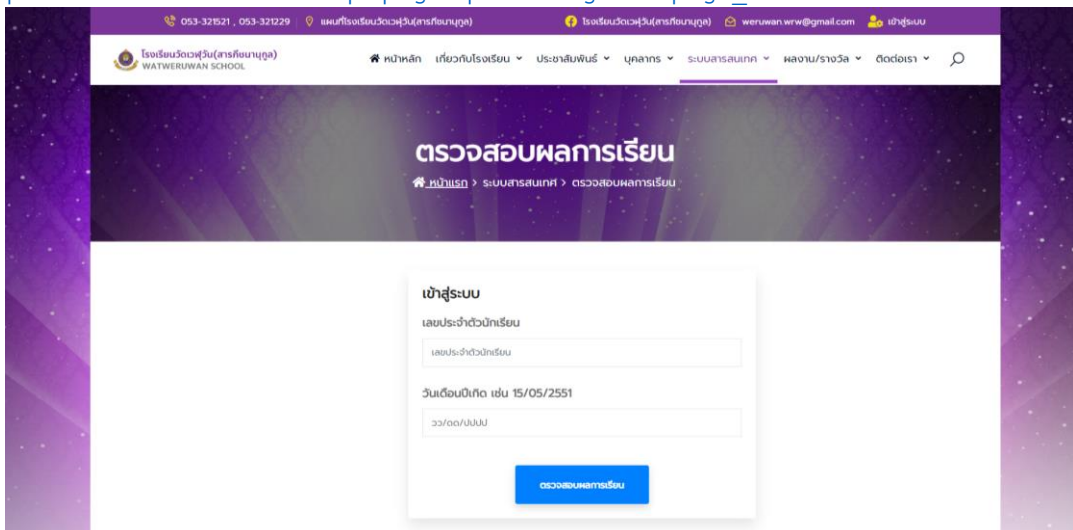 053-321521 , 053-321229 แผนที่โรงเรียนวัดเวฬุวัน(สารกิขนานุกูล) โรงเรียนวัดเวฬุวัน(สารกิขนานุกูล) weruwan.wrw@gmail.com เข้าสู่ระบบ
โรงเรียนวัดเวฬุวัน(สารกิขนานุกูล)
WATWERUWAN SCHOOL
หน้าหลัก เกี่ยวกับโรงเรียน ประชาสัมพันธ์ บุคลากร ระบบสารสนเทศ ผลงาน/รางวัล ติดต่อเรา
ตรวจสอบผลการเรียน
หน้าแรก > ระบบสารสนเทศ > ตรวจสอบผลการเรียน
เข้าสู่ระบบ
เลขประจำตัวนักเรียน
เลขประจำตัวนักเรียน
วันเดือนปีเกิด เช่น 15/05/2551
วว/ดด/ปปปป
ตรวจสอบผลการเรียน